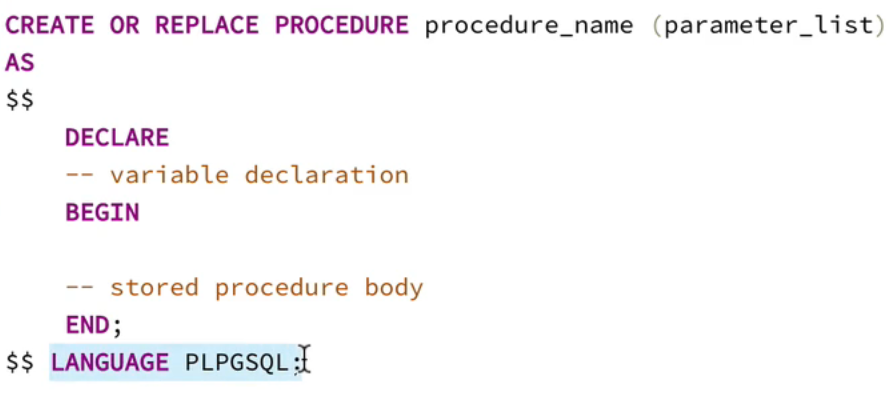 CREATE OR REPLACE PROCEDURE procedure_name (parameter_list)
AS
$$
DECLARE
-- variable declaration
BEGIN
-- stored procedure body
END;
$$ LANGUAGE PLPGSQL;